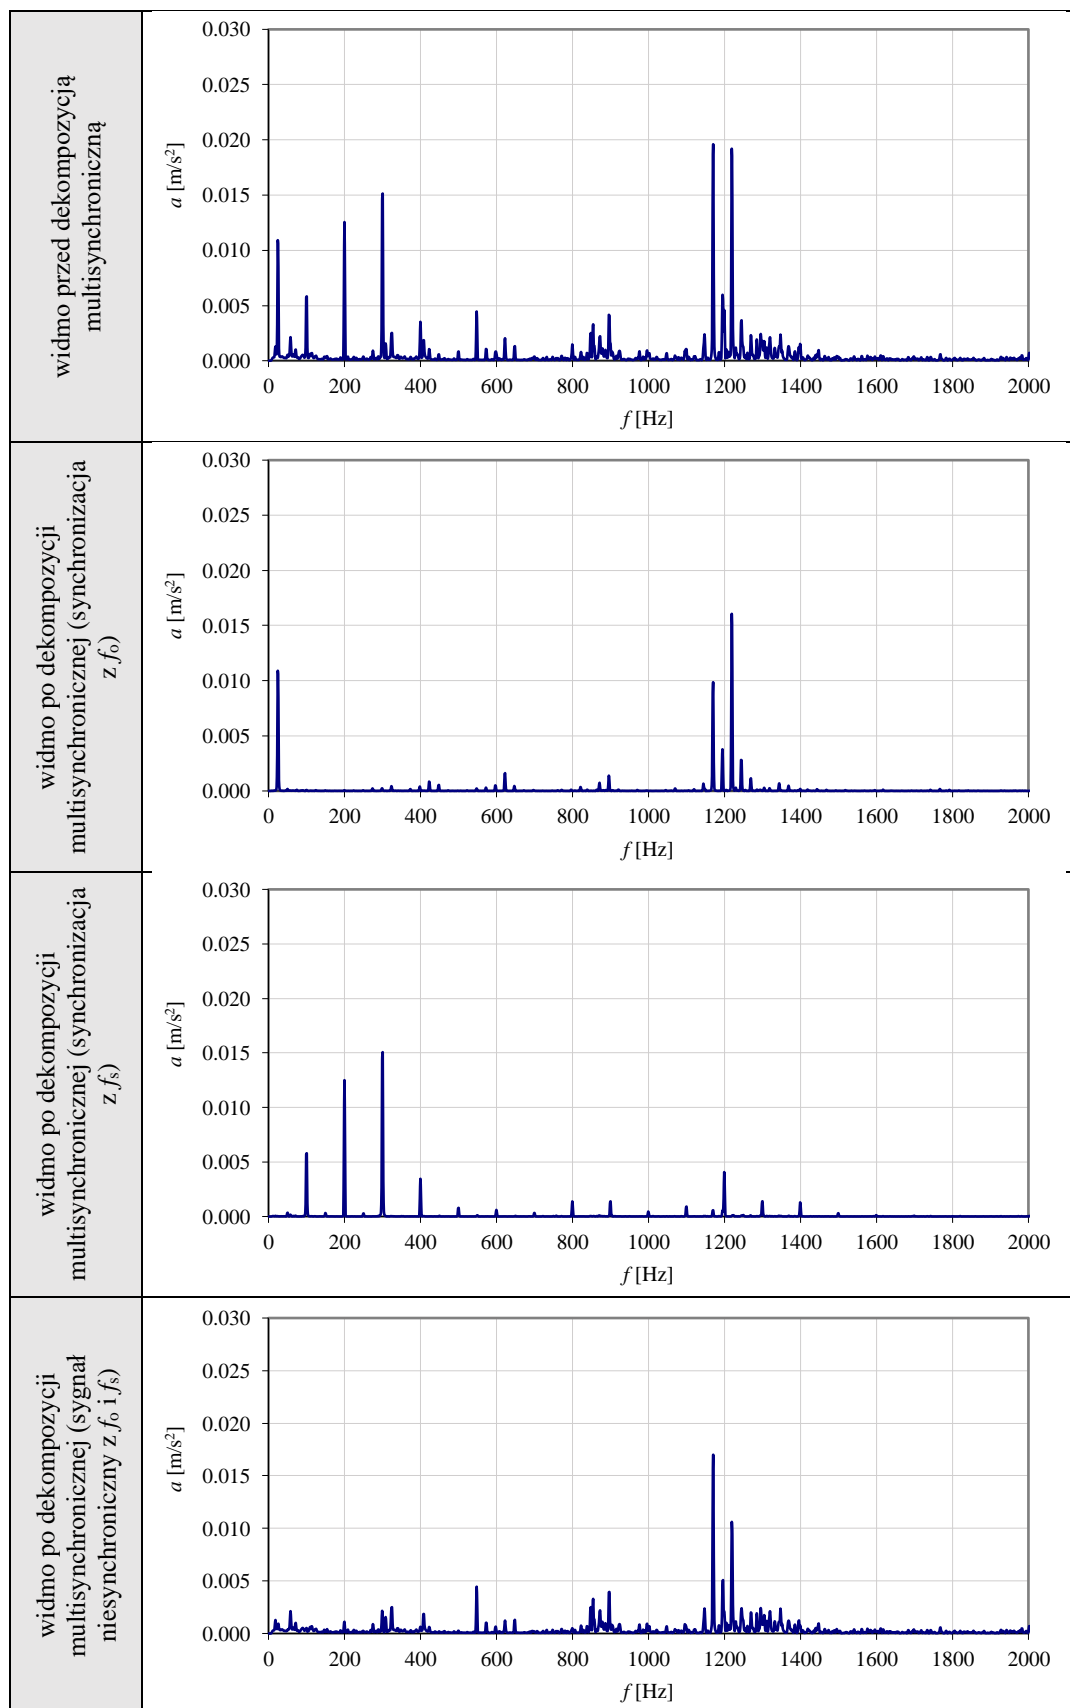 widmo przed dekompozycją
multisynchroniczną
0.030
0.025
0.020
0.015
0.010
0.005
0.000
a [m/s²]
0 200 400 600 800 1000 1200 1400 1600 1800 2000
f [Hz]
widmo po dekompozycji
multisynchronicznej (synchronizacja
z fo)
0.030
0.025
0.020
0.015
0.010
0.005
0.000
a [m/s²]
0 200 400 600 800 1000 1200 1400 1600 1800 2000
f [Hz]
widmo po dekompozycji
multisynchronicznej (synchronizacja
z fs)
0.030
0.025
0.020
0.015
0.010
0.005
0.000
a [m/s²]
0 200 400 600 800 1000 1200 1400 1600 1800 2000
f [Hz]
widmo po dekompozycji
multisynchronicznej (sygnał
niesynchroniczny z fo i fs)
0.030
0.025
0.020
0.015
0.010
0.005
0.000
a [m/s²]
0 200 400 600 800 1000 1200 1400 1600 1800 2000
f [Hz]